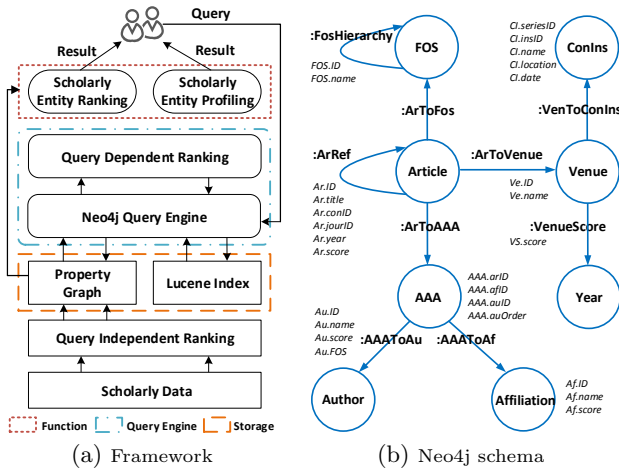 Query
Result
Result
Scholarly
Entity Ranking
Scholarly
Entity Profiling
Query Dependent Ranking
Neo4j Query Engine
Property
Graph
Lucene Index
Query Independent Ranking
Scholarly Data
Function
Query Engine
Storage
(a) Framework
:FosHierarchy
FOS.ID
FOS.name
FOS
CI.seriesID
CI.insID
CI.name
CI.location
CI.date
ConIns
:ArToFos
:VenToConIns
:ArRef
Ar.ID
Ar.title
Ar.conID
Ar.jourID
Ar.year
Ar.score
Article
:ArToVenue
Ve.ID
Ve.name
Venue
:ArToAAA
:VenueScore
VS.score
AAA
AAA.arID
AAA.afID
AAA.auID
AAA.auOrder
Year
Au.ID
Au.name
Au.score
Au.FOS
:AAAToAu
:AAAToAf
Author
Affiliation
Af.ID
Af.name
Af.score
(b) Neo4j schema